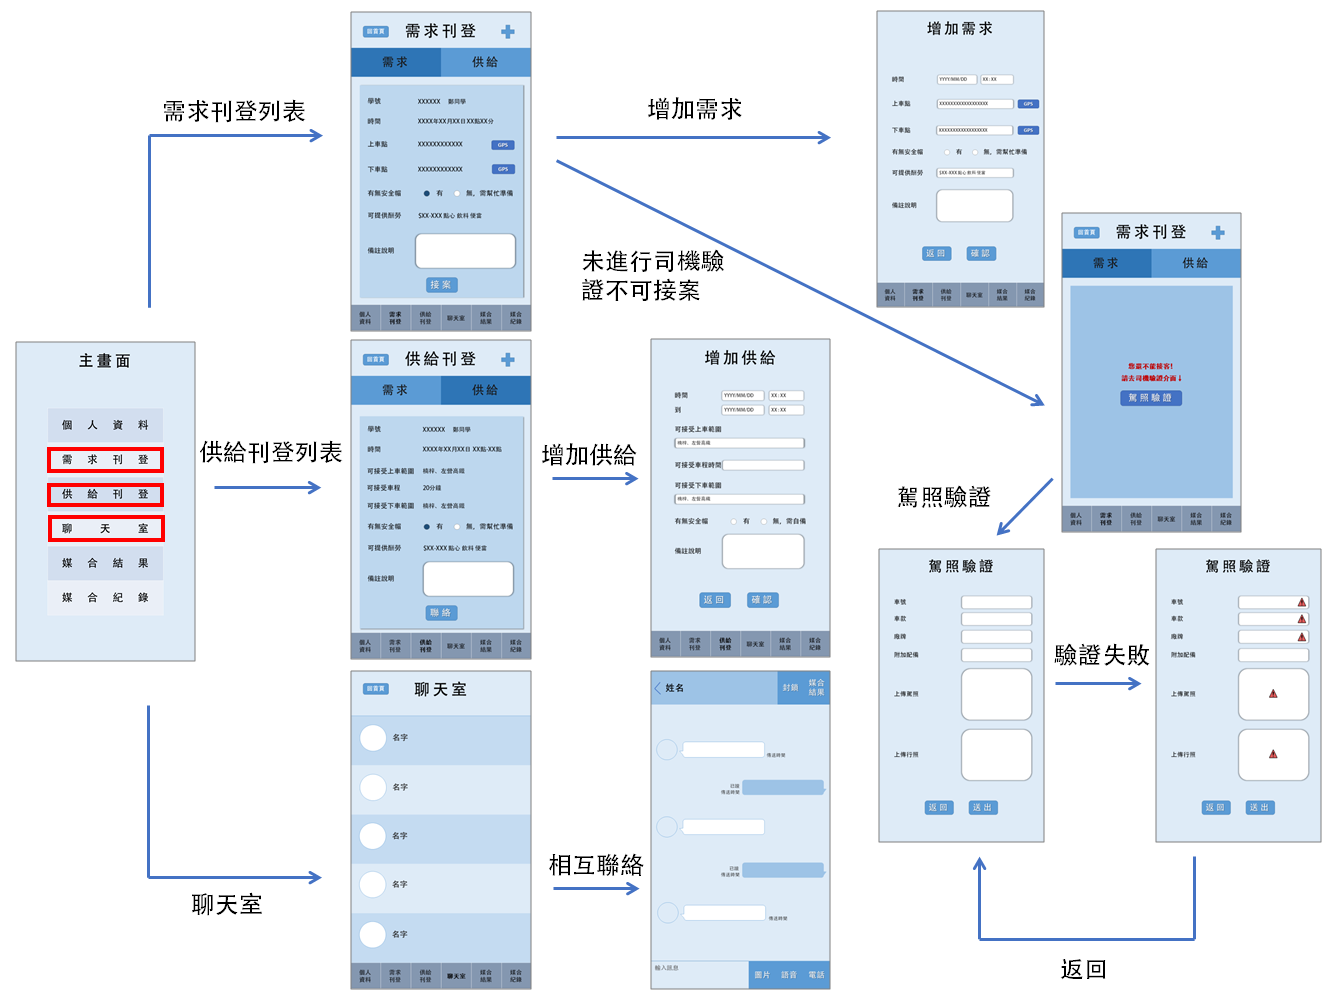 主畫面
個人資料
需求刊登
供給刊登
聊天室
媒合結果
媒合紀錄
需求刊登列表
供給刊登列表
聊天室
回首頁
需求刊登
需求
供給
學號 XXXXXX 鄭同學
時間 XXXX年XX月XX日 XX點XX分
上車點 XXXXXXXXXXXX GPS
下車點 XXXXXXXXXXXX GPS
有無安全帽 有 無，需幫忙準備
可提供酬勞 $XX-XXX 點心 飲料 便當
備註說明
接案
個人資料 需求刊登 供給刊登 聊天室 媒合結果 媒合紀錄
回首頁
供給刊登
需求
供給
學號 XXXXXX 鄭同學
時間 XXXX年XX月XX日 XX點-XX點
可接受上車範圍 楠梓、左營高鐵
可接受車程 20分鐘
可接受下車範圍 楠梓、左營高鐵
有無安全帽 有 無，需幫忙準備
可提供酬勞 $XX-XXX 點心 飲料 便當
備註說明
聯絡
個人資料 需求刊登 供給刊登 聊天室 媒合結果 媒合紀錄
回首頁
聊天室
名字
名字
名字
名字
名字
個人資料 需求刊登 供給刊登 聊天室 媒合結果 媒合紀錄
增加需求
未進行司機驗
證不可接案
增加供給
相互聯絡
增加需求
時間 YYYY/MM/DD XX:XX
上車點 XXXXXXXXXXXXXXXXX GPS
下車點 XXXXXXXXXXXXXXXXX GPS
有無安全帽 有 無，需幫忙準備
可提供酬勞 $XX-XXX 點心 飲料 便當
備註說明
返回 確認
個人資料 需求刊登 供給刊登 聊天室 媒合結果 媒合紀錄
增加供給
時間 YYYY/MM/DD XX:XX
到 YYYY/MM/DD XX:XX
可接受上車範圍
楠梓、左營高鐵
可接受車程時間
可接受下車範圍
楠梓、左營高鐵
有無安全帽 有 無，需自備
備註說明
返回 確認
個人資料 需求刊登 供給刊登 聊天室 媒合結果 媒合紀錄
姓名
封鎖
媒合
結果
傳送時間
已讀
傳送時間
已讀
傳送時間
傳送時間
輸入訊息
圖片 語音 電話
回首頁
需求刊登
需求
供給
您還不能接客!
請去司機驗證介面↓
駕照驗證
個人資料 需求刊登 供給刊登 聊天室 媒合結果 媒合紀錄
駕照驗證
駕照驗證
車號
車款
廠牌
附加配備
上傳駕照
上傳行照
返回 送出
驗證失敗
駕照驗證
車號
車款
廠牌
附加配備
上傳駕照
上傳行照
返回 送出
返回